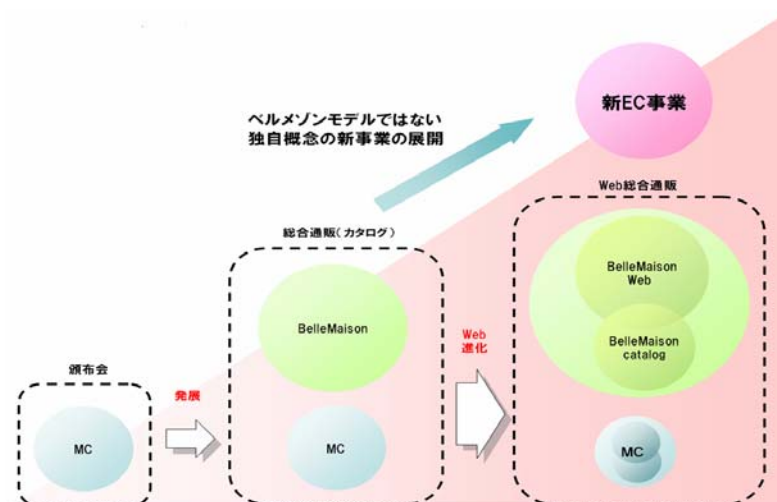 新EC事業
ベルメゾンモデルではない
独自概念の新事業の展開
Web総合通販
総合通販(カタログ)
BelleMaison
Web
BelleMaison
Web
進化
BelleMaison
catalog
頒布会
発展
MC
MC
MC